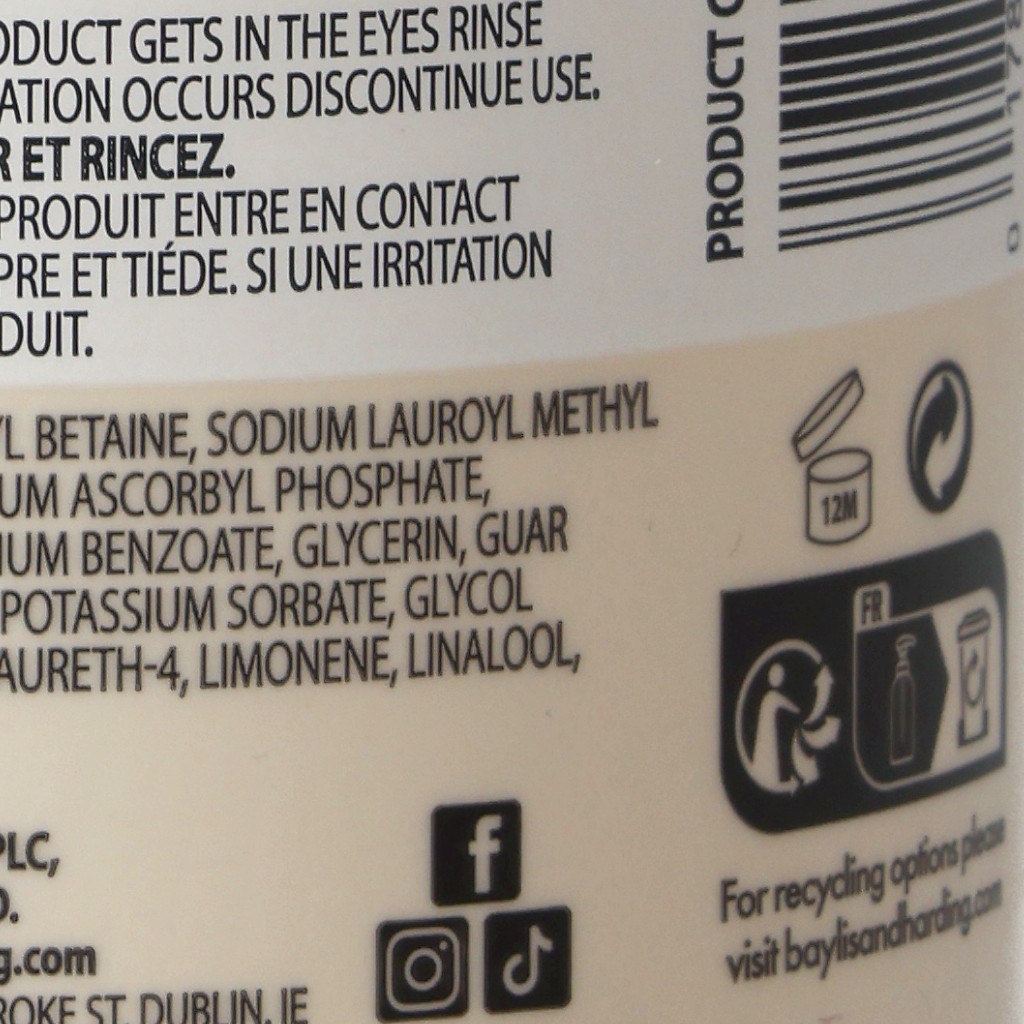 ODUCT GETS IN THE EYES RINSE
ATION OCCURS DISCONTINUE USE.
R ET RINCEZ.
PRODUIT ENTRE EN CONTACT
PRE ET TIÉDE. SI UNE IRRITATION
DUIT.
PRODUCT
YL BETAINE, SODIUM LAUROYL METHYL
UM ASCORBYL PHOSPHATE,
IUM BENZOATE, GLYCERIN, GUAR
POTASSIUM SORBATE, GLYCOL
AURETH-4, LIMONENE, LINALOOL,
12M
FR
For recycling options please
visit baylisandharding.com
PLC,
g.com
ROKE ST, DUBLIN, IE